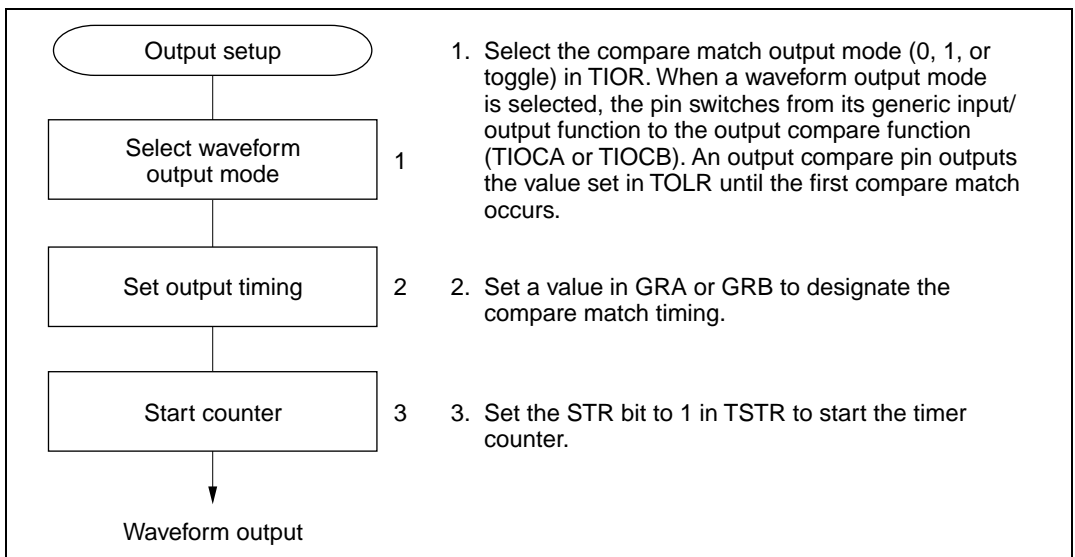 Output setup
Select waveform
output mode
1
Set output timing
2
Start counter
3
Waveform output
1. Select the compare match output mode (0, 1, or
toggle) in TIOR. When a waveform output mode
is selected, the pin switches from its generic input/
output function to the output compare function
(TIOCA or TIOCB). An output compare pin outputs
the value set in TOLR until the first compare match
occurs.
2. Set a value in GRA or GRB to designate the
compare match timing.
3. Set the STR bit to 1 in TSTR to start the timer
counter.